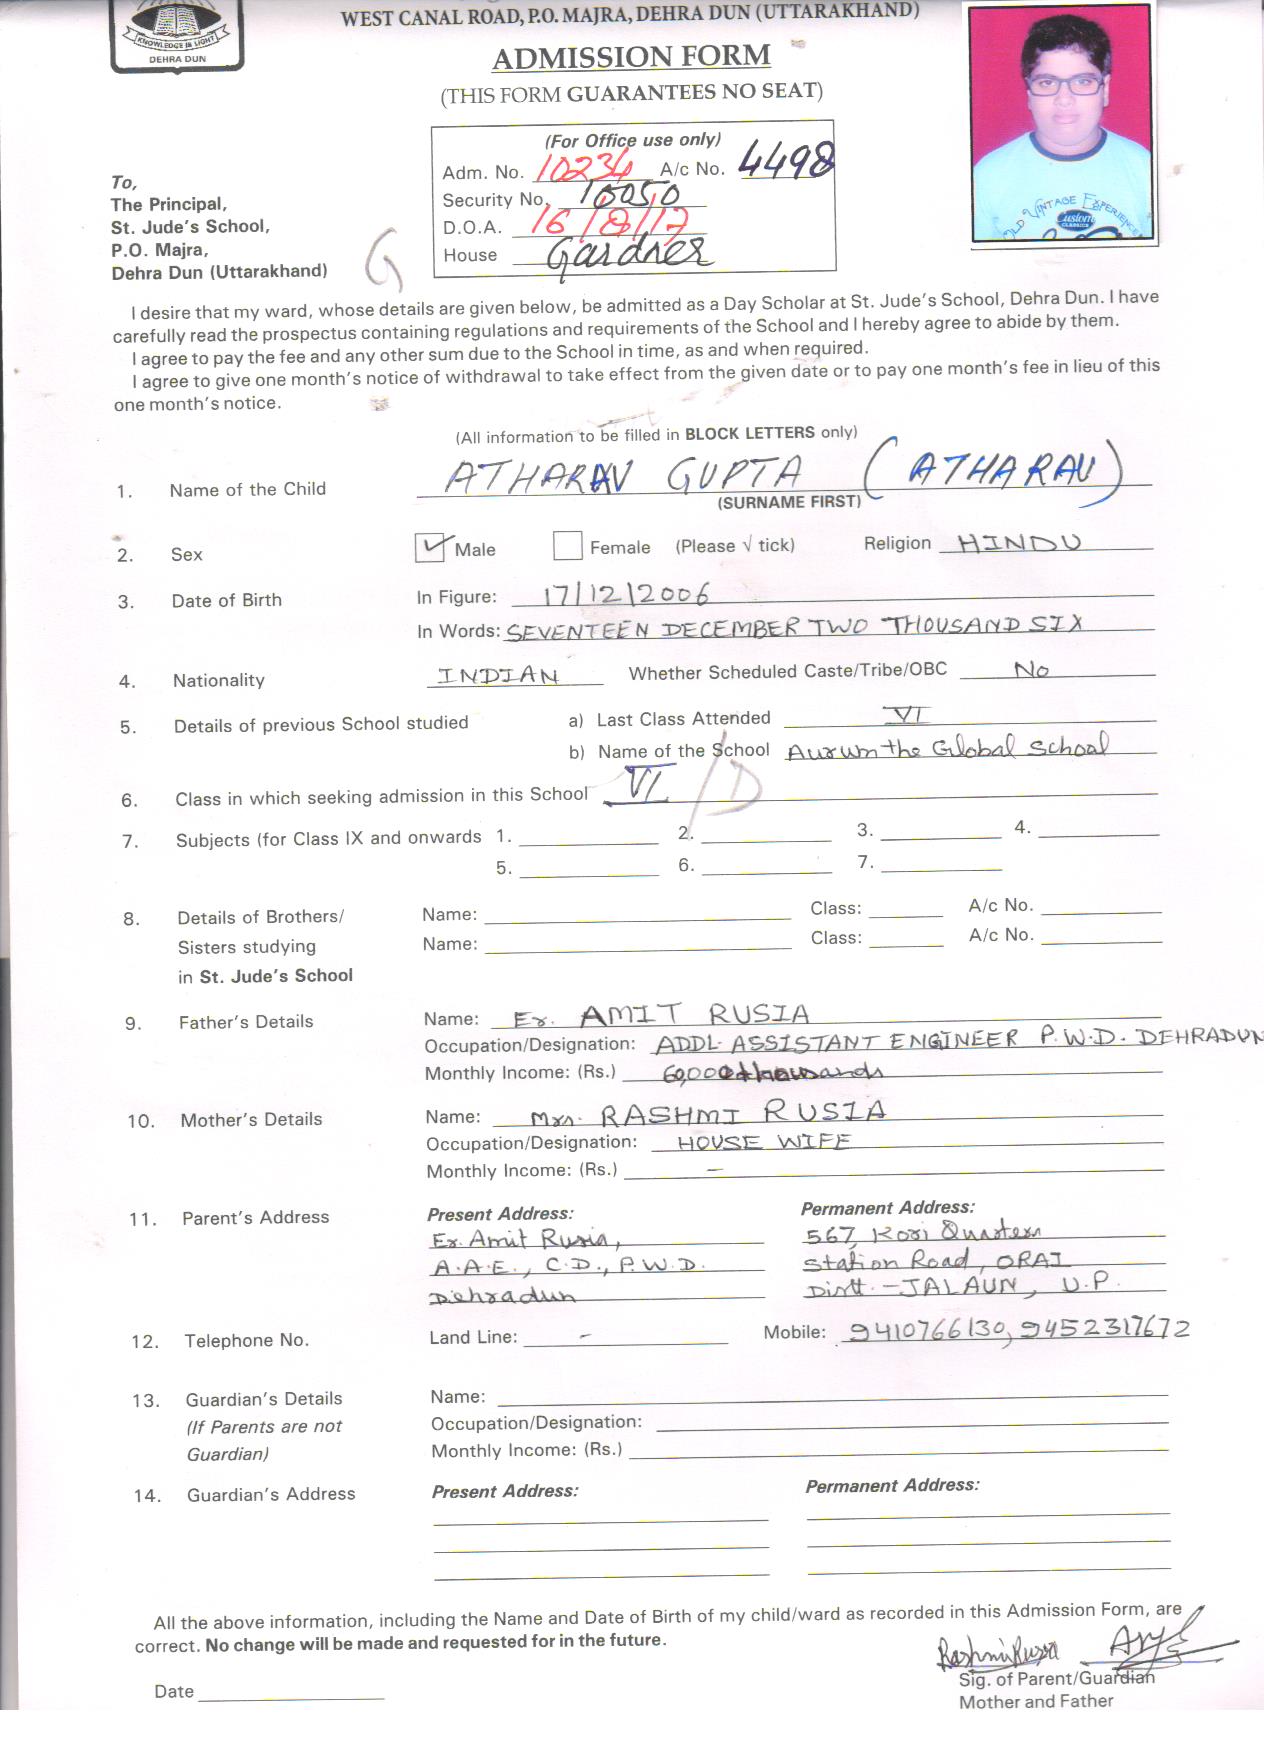 WEST CANAL ROAD, P.O. MAJRA, DEHRA DUN (UTTARAKHAND)
KNOWLEDGE IS LIGHT
DEHRA DUN
ADMISSION FORM
(THIS FORM GUARANTEES NO SEAT)
(For Office use only)
Adm. No. 10234 A/c No. 4498
Security No. 10050
D.O.A. 16/8/17
House Gardner
To,
The Principal,
St. Jude's School,
P.O. Majra,
Dehra Dun (Uttarakhand)
G
OLD VINTAGE EXPERIENCE
Custom
CLASSICS
I desire that my ward, whose details are given below, be admitted as a Day Scholar at St. Jude's School, Dehra Dun. I have
carefully read the prospectus containing regulations and requirements of the School and I hereby agree to abide by them.
I agree to pay the fee and any other sum due to the School in time, as and when required.
I agree to give one month's notice of withdrawal to take effect from the given date or to pay one month's fee in lieu of this
one month's notice.
(All information to be filled in BLOCK LETTERS only)
1. Name of the Child ATHARAV GUPTA (ATHARAV)
(SURNAME FIRST)
2. Sex Male Female (Please √ tick) Religion HINDU
3. Date of Birth In Figure: 17/12/2006
In Words: SEVENTEEN DECEMBER TWO THOUSAND SIX
4. Nationality INDIAN Whether Scheduled Caste/Tribe/OBC No
5. Details of previous School studied a) Last Class Attended VI
b) Name of the School Aurum the Global School
6. Class in which seeking admission in this School VI /D
7. Subjects (for Class IX and onwards 1. 2. 3. 4.
5. 6. 7.
8. Details of Brothers/ Name: Class: A/c No.
Sisters studying Name: Class: A/c No.
in St. Jude's School
9. Father's Details Name: Er. AMIT RUSIA
Occupation/Designation: ADDL. ASSISTANT ENGINEER P.W.D. DEHRADUN
Monthly Income: (Rs.) 60,000 thousands
10. Mother's Details Name: Mrs. RASHMI RUSIA
Occupation/Designation: HOUSE WIFE
Monthly Income: (Rs.) –
11. Parent's Address Present Address: Permanent Address:
Er. Amit Rusia, 567, Kori Quarters
A.A.E., C.D., P.W.D. Station Road, ORAI
Dehradun Distt. – JALAUN, U.P.
12. Telephone No. Land Line: – Mobile: 9410766130, 9452317672
13. Guardian's Details Name:
(If Parents are not Occupation/Designation:
Guardian) Monthly Income: (Rs.)
14. Guardian's Address Present Address: Permanent Address:
All the above information, including the Name and Date of Birth of my child/ward as recorded in this Admission Form, are
correct. No change will be made and requested for in the future.
Rashmi Rusia
Sig. of Parent/Guardian
Date
Mother and Father